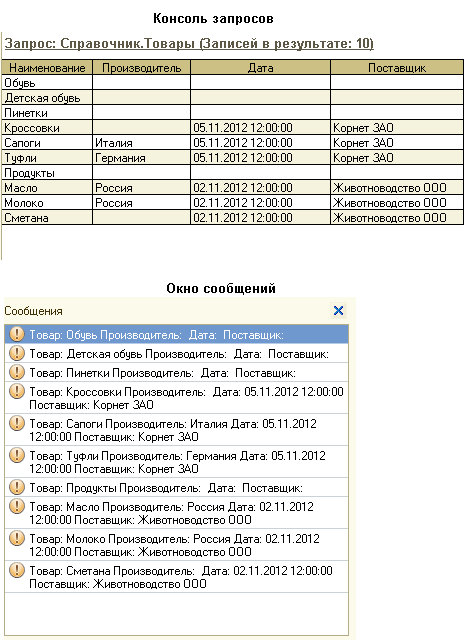 Консоль запросов
Запрос: Справочник.Товары (Записей в результате: 10)
Наименование Производитель Дата Поставщик
Обувь
Детская обувь
Пинетки
Кроссовки 05.11.2012 12:00:00 Корнет ЗАО
Сапоги Италия 05.11.2012 12:00:00 Корнет ЗАО
Туфли Германия 05.11.2012 12:00:00 Корнет ЗАО
Продукты
Масло Россия 02.11.2012 12:00:00 Животноводство ООО
Молоко Россия 02.11.2012 12:00:00 Животноводство ООО
Сметана 02.11.2012 12:00:00 Животноводство ООО
Окно сообщений
Сообщения
Товар: Обувь Производитель: Дата: Поставщик:
Товар: Детская обувь Производитель: Дата: Поставщик:
Товар: Пинетки Производитель: Дата: Поставщик:
Товар: Кроссовки Производитель: Дата: 05.11.2012 12:00:00
Поставщик: Корнет ЗАО
Товар: Сапоги Производитель: Италия Дата: 05.11.2012
12:00:00 Поставщик: Корнет ЗАО
Товар: Туфли Производитель: Германия Дата: 05.11.2012
12:00:00 Поставщик: Корнет ЗАО
Товар: Продукты Производитель: Дата: Поставщик:
Товар: Масло Производитель: Россия Дата: 02.11.2012
12:00:00 Поставщик: Животноводство ООО
Товар: Молоко Производитель: Россия Дата: 02.11.2012
12:00:00 Поставщик: Животноводство ООО
Товар: Сметана Производитель: Дата: 02.11.2012 12:00:00
Поставщик: Животноводство ООО